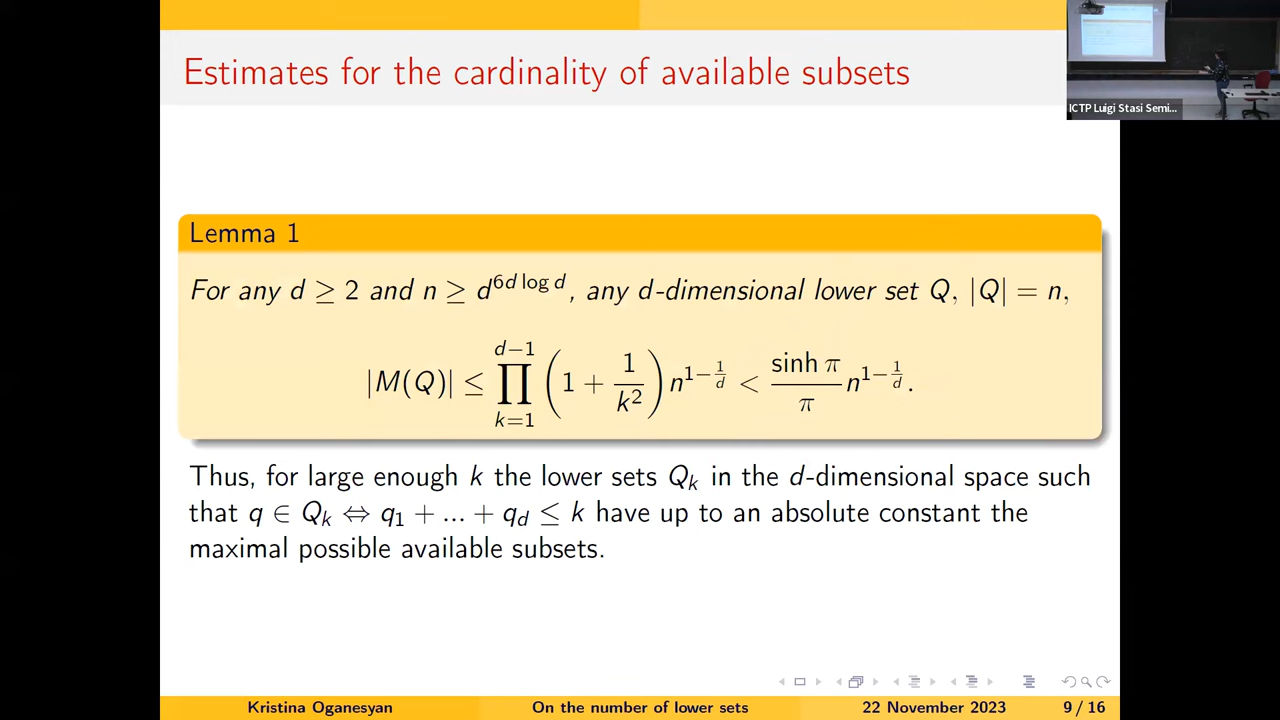 Estimates for the cardinality of available subsets
ICTP Luigi Stasi Semi...
Lemma 1
For any d ≥ 2 and n ≥ d^{6d log d}, any d-dimensional lower set Q, |Q| = n,
|M(Q)| ≤ ∏_{k=1}^{d−1} (1 + 1/k²) n^{1−1/d} < (sinh π / π) n^{1−1/d}.
Thus, for large enough k the lower sets Q_k in the d-dimensional space such
that q ∈ Q_k ⇔ q₁ + ... + q_d ≤ k have up to an absolute constant the
maximal possible available subsets.
Kristina Oganesyan On the number of lower sets 22 November 2023 9 / 16